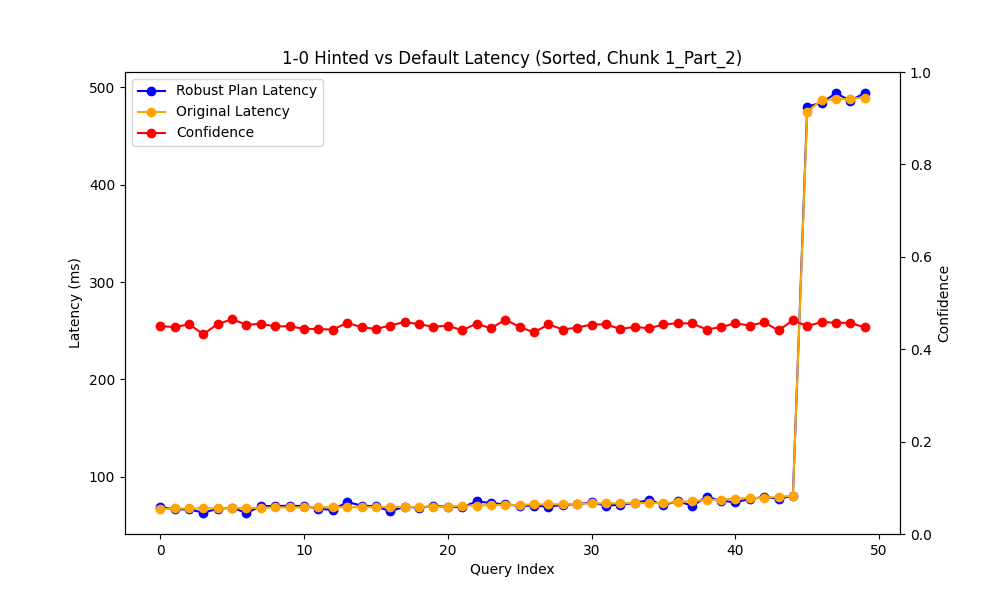 1-0 Hinted vs Default Latency (Sorted, Chunk 1_Part_2)
Robust Plan Latency
Original Latency
Confidence
500
400
300
200
100
Latency (ms)
1.0
0.8
0.6
0.4
0.2
0.0
Confidence
0 10 20 30 40 50
Query Index